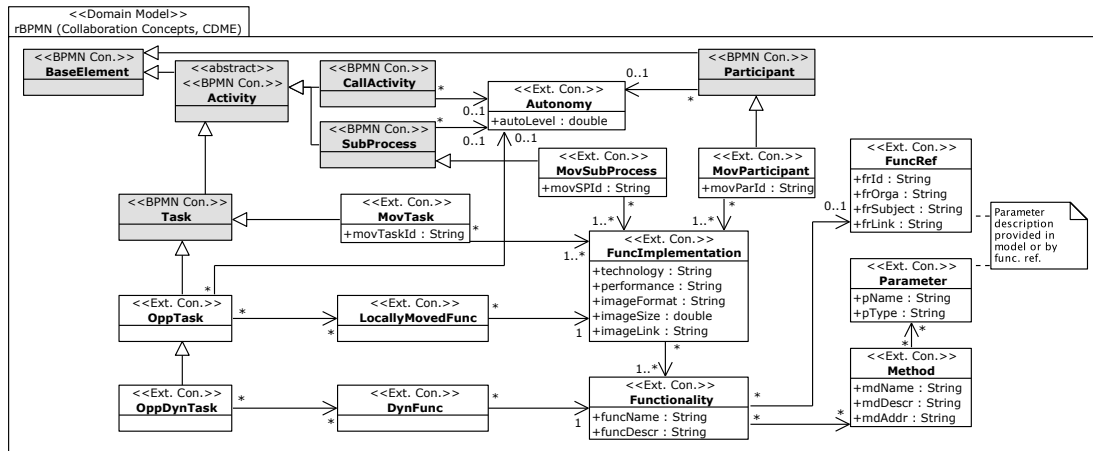 <<Domain Model>>
rBPMN (Collaboration Concepts, CDME)
<<BPMN Con.>>
BaseElement
<<abstract>>
<<BPMN Con.>>
Activity
<<BPMN Con.>>
CallActivity
*
0..1
<<Ext. Con.>>
Autonomy
+autoLevel : double
0..1
*
<<BPMN Con.>>
Participant
<<BPMN Con.>>
SubProcess
*
0..1
0..1
<<Ext. Con.>>
MovSubProcess
+movSPId : String
*
1..*
<<Ext. Con.>>
MovParticipant
+movParId : String
*
1..*
<<Ext. Con.>>
FuncRef
+frId : String
+frOrga : String
+frSubject : String
+frLink : String
0..1
Parameter
description
provided in
model or by
func. ref.
<<BPMN Con.>>
Task
<<Ext. Con.>>
MovTask
+movTaskId : String
*
1..*
<<Ext. Con.>>
FuncImplementation
+technology : String
+performance : String
+imageFormat : String
+imageSize : double
+imageLink : String
<<Ext. Con.>>
Parameter
+pName : String
+pType : String
*
*
<<Ext. Con.>>
OppTask
*
*
*
<<Ext. Con.>>
LocallyMovedFunc
*
1
*
1..*
<<Ext. Con.>>
Method
+mdName : String
+mdDescr : String
+mdAddr : String
<<Ext. Con.>>
OppDynTask
*
*
<<Ext. Con.>>
DynFunc
*
1
<<Ext. Con.>>
Functionality
+funcName : String
+funcDescr : String
*
*
*